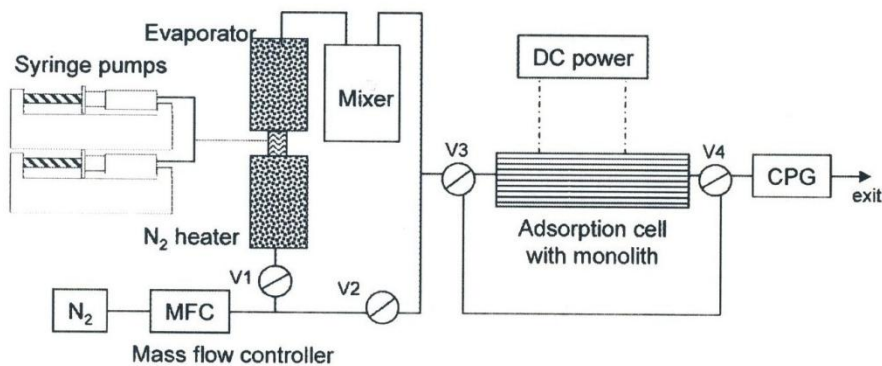 Evaporator
Syringe pumps
Mixer
DC power
V3
V4
CPG
exit
Adsorption cell
with monolith
N₂ heater
V1
V2
N₂
MFC
Mass flow controller